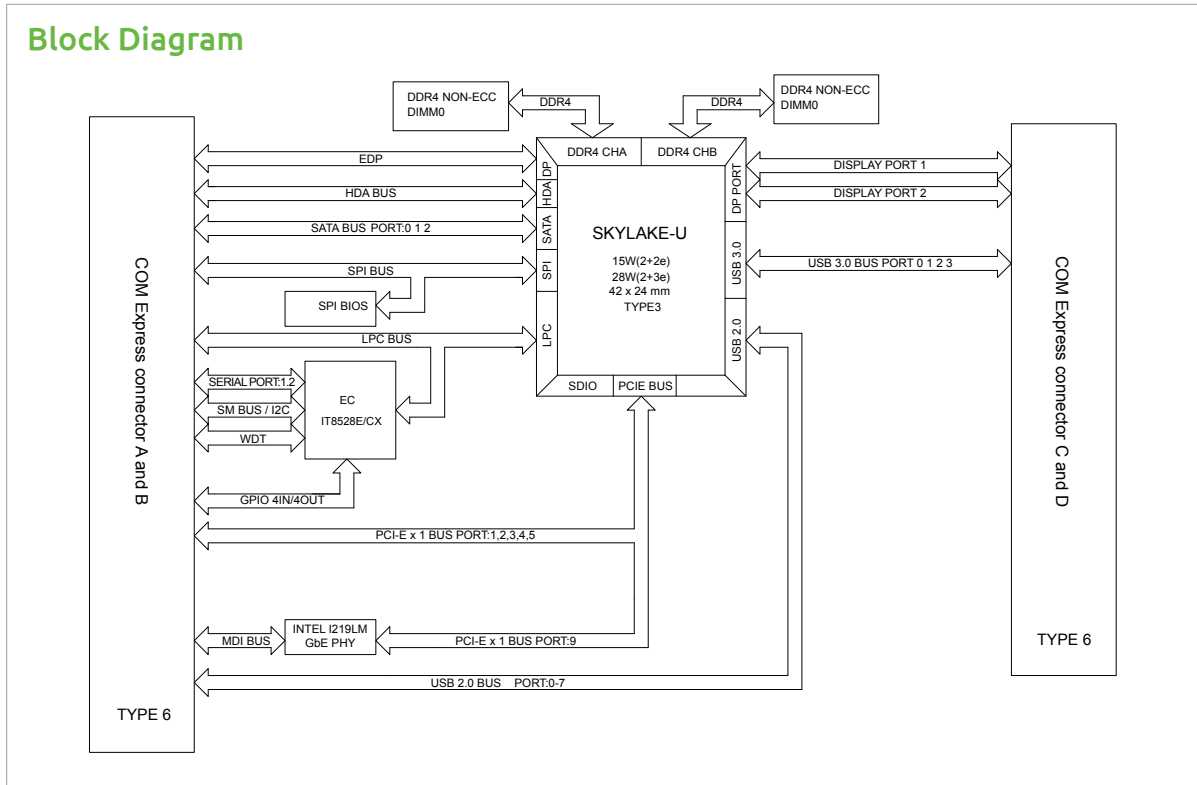 Block Diagram
DDR4 NON-ECC
DIMM0
DDR4
DDR4
DDR4 NON-ECC
DIMM0
DDR4 CHA
DDR4 CHB
EDP
DP
HDA BUS
HDA
SATA BUS PORT:0 1 2
SATA
SPI BUS
SPI
SPI BIOS
LPC BUS
LPC
SKYLAKE-U
15W(2+2e)
28W(2+3e)
42 x 24 mm
TYPE3
DP PORT
DISPLAY PORT 1
DISPLAY PORT 2
USB 3.0
USB 3.0 BUS PORT 0 1 2 3
USB 2.0
SDIO
PCIE BUS
SERIAL PORT:1.2
SM BUS / I2C
WDT
EC
IT8528E/CX
GPIO 4IN/4OUT
PCI-E x 1 BUS PORT:1,2,3,4,5
MDI BUS
INTEL I219LM
GbE PHY
PCI-E x 1 BUS PORT:9
USB 2.0 BUS PORT:0-7
COM Express connector A and B
TYPE 6
COM Express connector C and D
TYPE 6